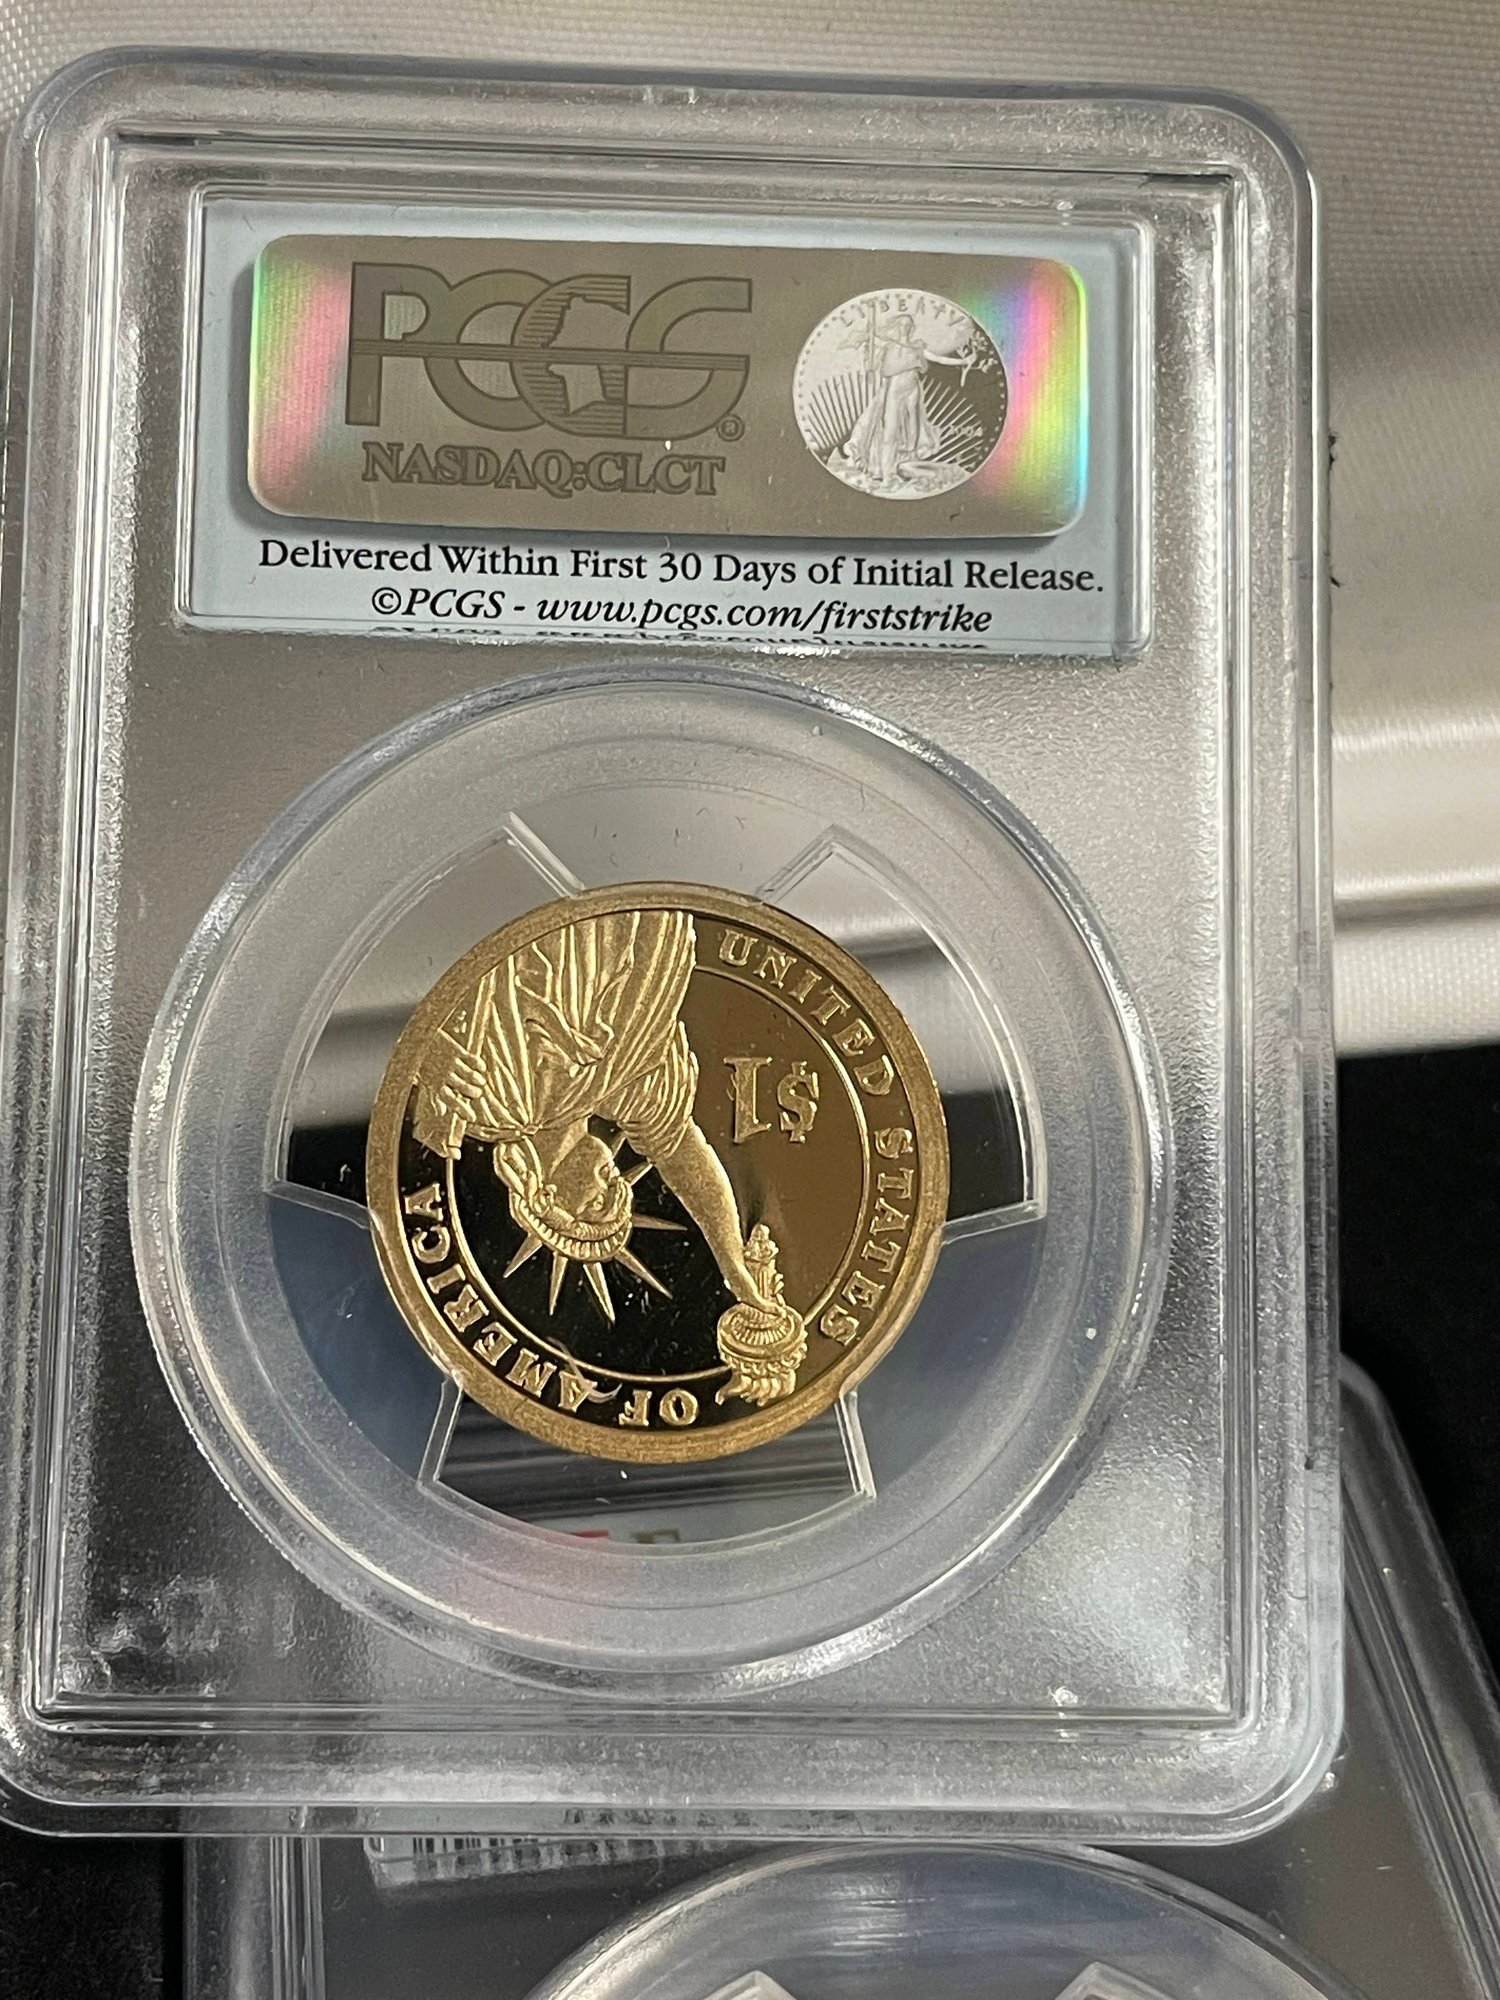 PCGS®
NASDAQ:CLCT
LIBERTY
2004
Delivered Within First 30 Days of Initial Release.
©PCGS - www.pcgs.com/firststrike
UNITED STATES OF AMERICA
$1